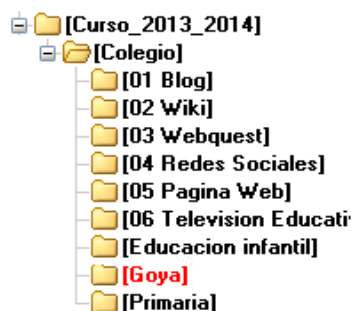 [Curso_2013_2014]
[Colegio]
[01 Blog]
[02 Wiki]
[03 Webquest]
[04 Redes Sociales]
[05 Pagina Web]
[06 Television Educati
[Educacion infantil]
[Goya]
[Primaria]